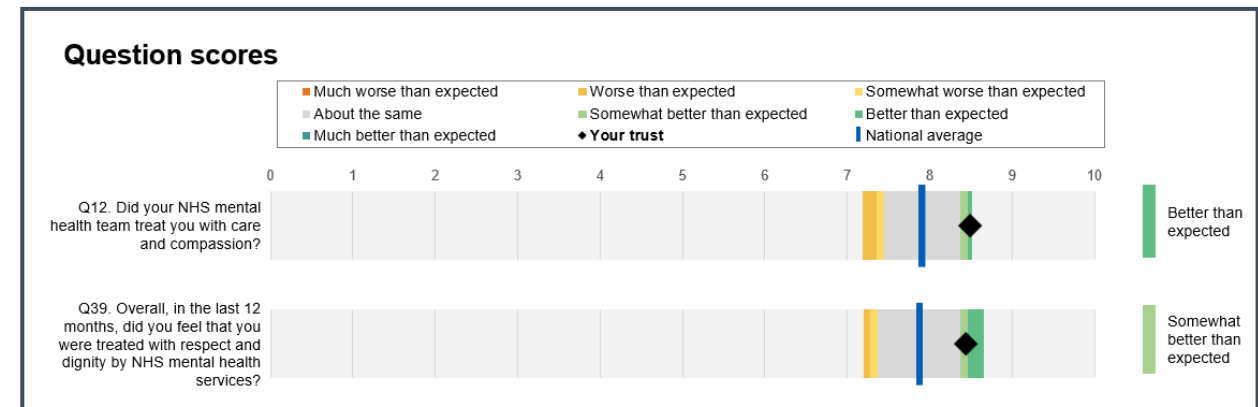 Question scores
Much worse than expected
Worse than expected
Somewhat worse than expected
About the same
Somewhat better than expected
Better than expected
Much better than expected
Your trust
National average
0 1 2 3 4 5 6 7 8 9 10
Q12. Did your NHS mental
health team treat you with care
and compassion?
Better than
expected
Q39. Overall, in the last 12
months, did you feel that you
were treated with respect and
dignity by NHS mental health
services?
Somewhat
better than
expected